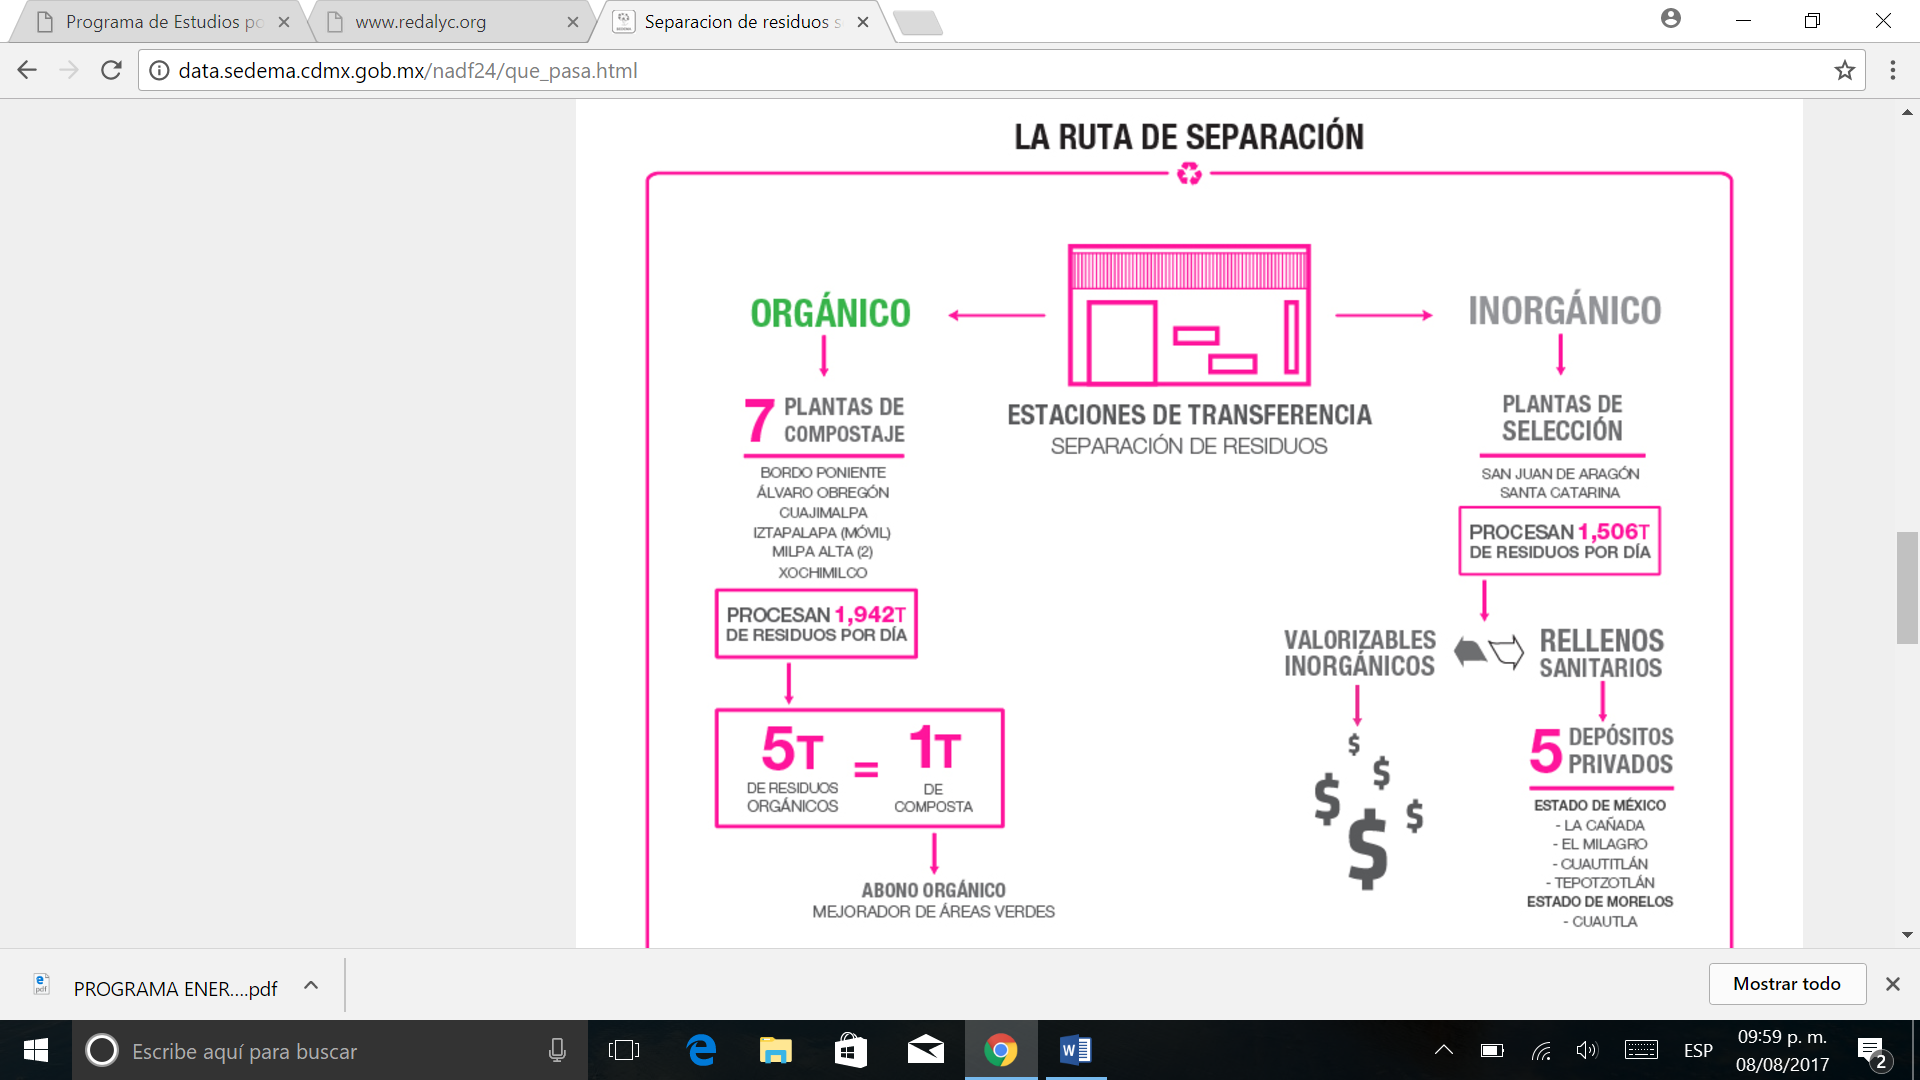 Programa de Estudios po
www.redalyc.org
Separacion de residuos s
data.sedema.cdmx.gob.mx/nadf24/que_pasa.html
LA RUTA DE SEPARACIÓN
ORGÁNICO
7 PLANTAS DE
COMPOSTAJE
BORDO PONIENTE
ÁLVARO OBREGÓN
CUAJIMALPA
IZTAPALAPA (MÓVIL)
MILPA ALTA (2)
XOCHIMILCO
PROCESAN 1,942T
DE RESIDUOS POR DÍA
5T
DE RESIDUOS
ORGÁNICOS
=
1T
DE
COMPOSTA
ABONO ORGÁNICO
MEJORADOR DE ÁREAS VERDES
ESTACIONES DE TRANSFERENCIA
SEPARACIÓN DE RESIDUOS
INORGÁNICO
PLANTAS DE
SELECCIÓN
SAN JUAN DE ARAGÓN
SANTA CATARINA
PROCESAN 1,506T
DE RESIDUOS POR DÍA
VALORIZABLES
INORGÁNICOS
$
$
$
$
$
RELLENOS
SANITARIOS
5 DEPÓSITOS
PRIVADOS
ESTADO DE MÉXICO
- LA CAÑADA
- EL MILAGRO
- CUAUTITLÁN
- TEPOTZOTLÁN
ESTADO DE MORELOS
- CUAUTLA
PROGRAMA ENER....pdf
Mostrar todo
Escribe aquí para buscar
ESP
09:59 p. m.
08/08/2017
2